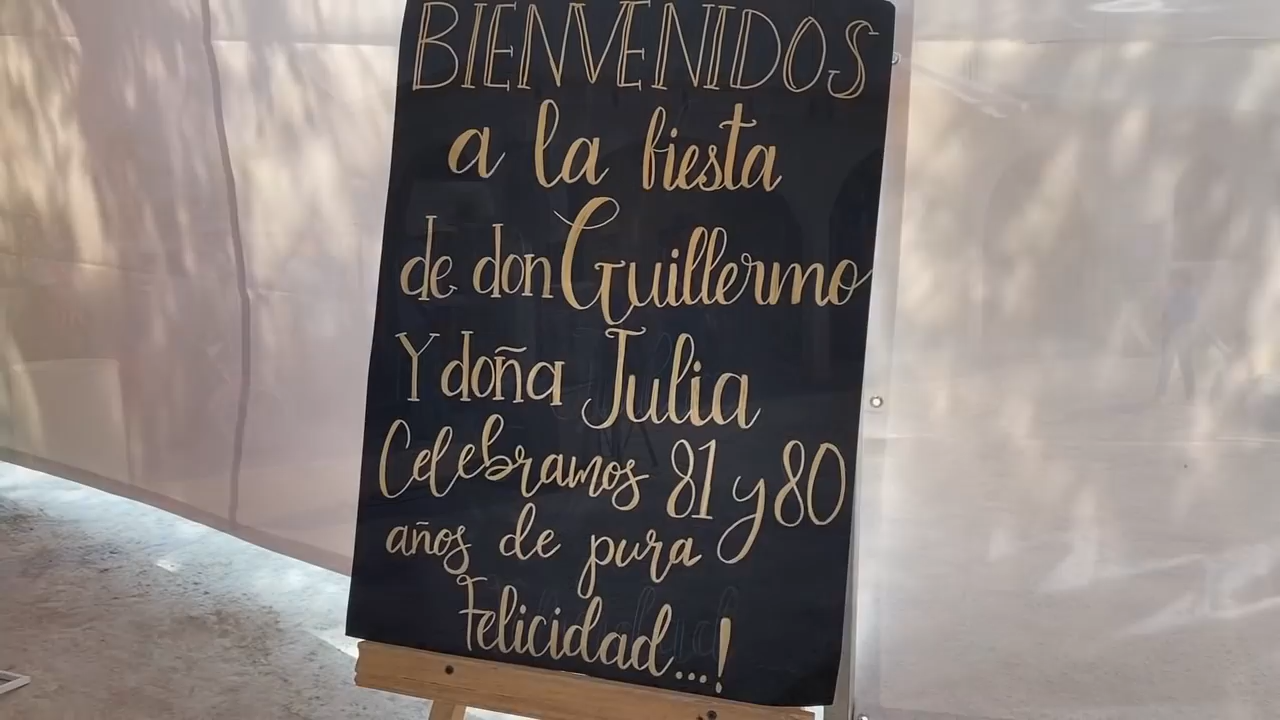 BIENVENIDOS
a la fiesta
de don Guillermo
Y doña Julia
Celebramos 81 y 80
años de pura
Felicidad...!